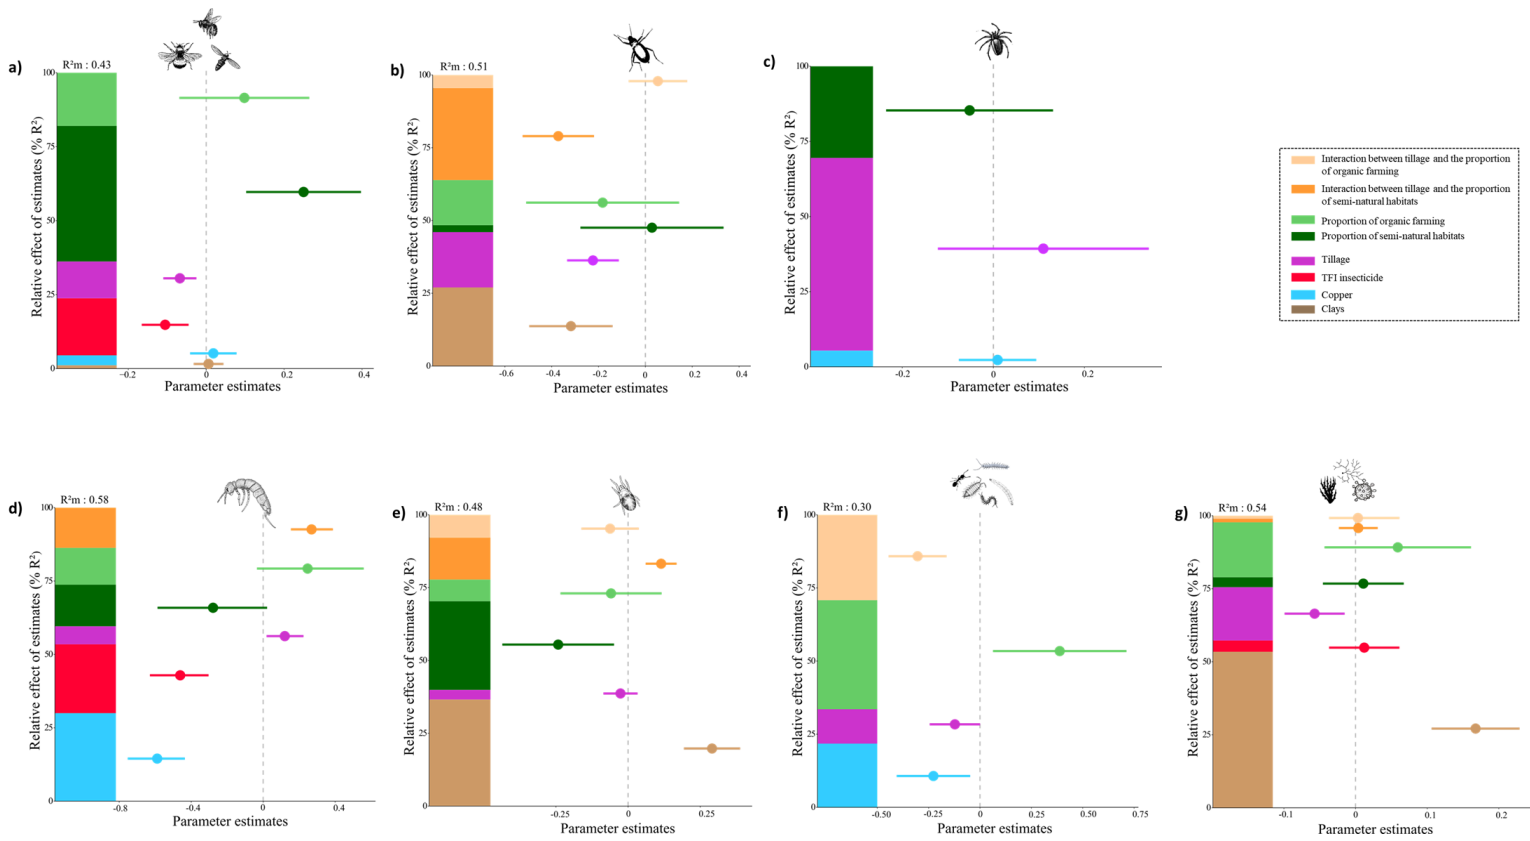 a)
R²m : 0.43
Relative effect of estimates (% R²)
100
75
50
25
0
-0.2
0
0.2
0.4
Parameter estimates
b)
R²m : 0.51
Relative effect of estimates (% R²)
100
75
50
25
0
-0.6
-0.4
-0.2
0
0.2
0.4
Parameter estimates
c)
Relative effect of estimates (% R²)
100
75
50
25
0
-0.2
0
0.2
Parameter estimates
Interaction between tillage and the proportion
of organic farming
Interaction between tillage and the proportion
of semi-natural habitats
Proportion of organic farming
Proportion of semi-natural habitats
Tillage
TFI insecticide
Copper
Clays
d)
R²m : 0.58
Relative effect of estimates (% R²)
100
75
50
25
0
-0.8
-0.4
0
0.4
Parameter estimates
e)
R²m : 0.48
Relative effect of estimates (% R²)
100
75
50
25
0
-0.25
0
0.25
Parameter estimates
f)
R²m : 0.30
Relative effect of estimates (% R²)
100
75
50
25
0
-0.50
-0.25
0
0.25
0.50
0.75
Parameter estimates
g)
R²m : 0.54
Relative effect of estimates (% R²)
100
75
50
25
0
-0.1
0
0.1
0.2
Parameter estimates